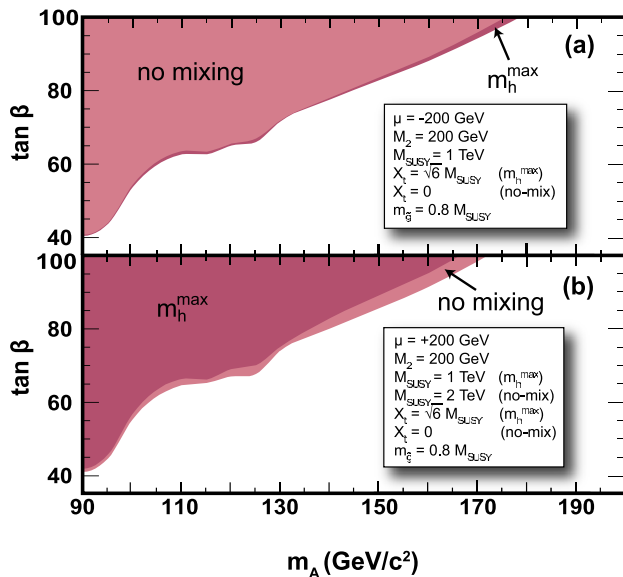 100
80
60
40
tan β
no mixing
(a)
m_h^max
μ = -200 GeV
M₂ = 200 GeV
M_SUSY = 1 TeV
X_t = √6 M_SUSY (m_h^max)
X_t = 0 (no-mix)
m_g̃ = 0.8 M_SUSY
100
80
60
40
tan β
m_h^max
no mixing
(b)
μ = +200 GeV
M₂ = 200 GeV
M_SUSY = 1 TeV (m_h^max)
M_SUSY = 2 TeV (no-mix)
X_t = √6 M_SUSY (m_h^max)
X_t = 0 (no-mix)
m_g̃ = 0.8 M_SUSY
90 110 130 150 170 190
m_A (GeV/c²)